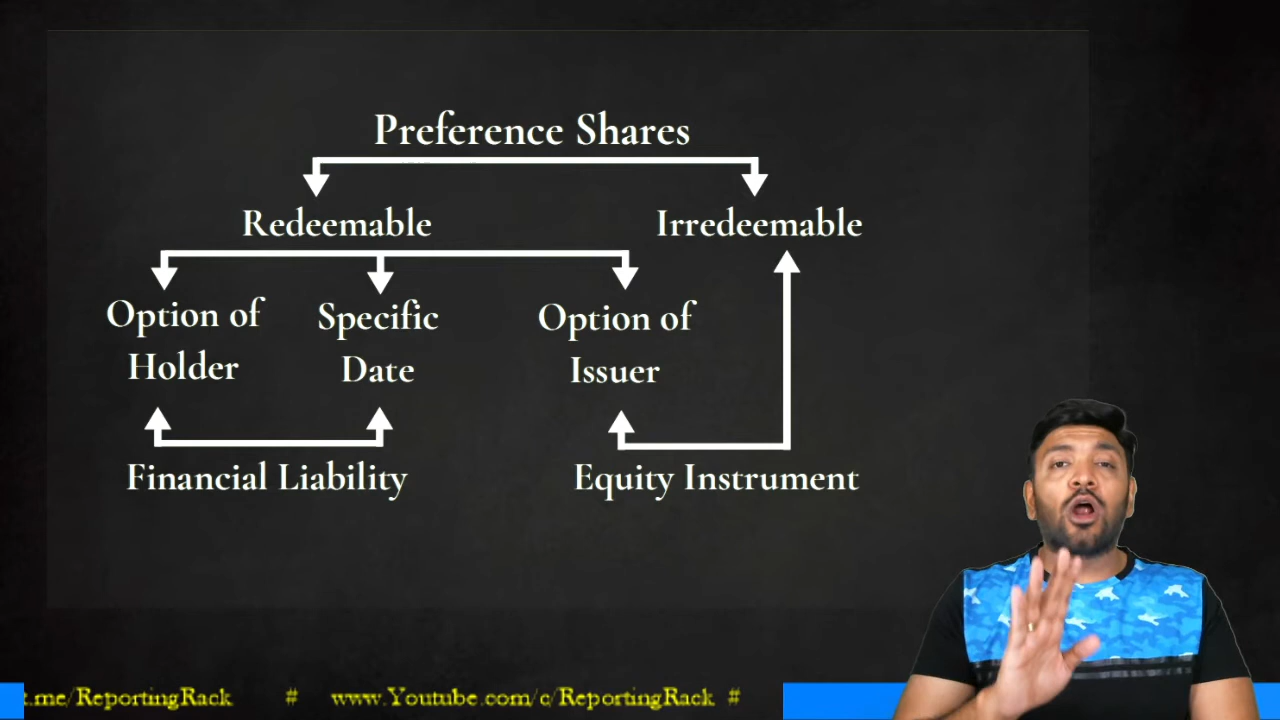 Preference Shares
Redeemable
Irredeemable
Option of
Holder
Specific
Date
Option of
Issuer
Financial Liability
Equity Instrument
t.me/ReportingRack # www.Youtube.com/c/ReportingRack #